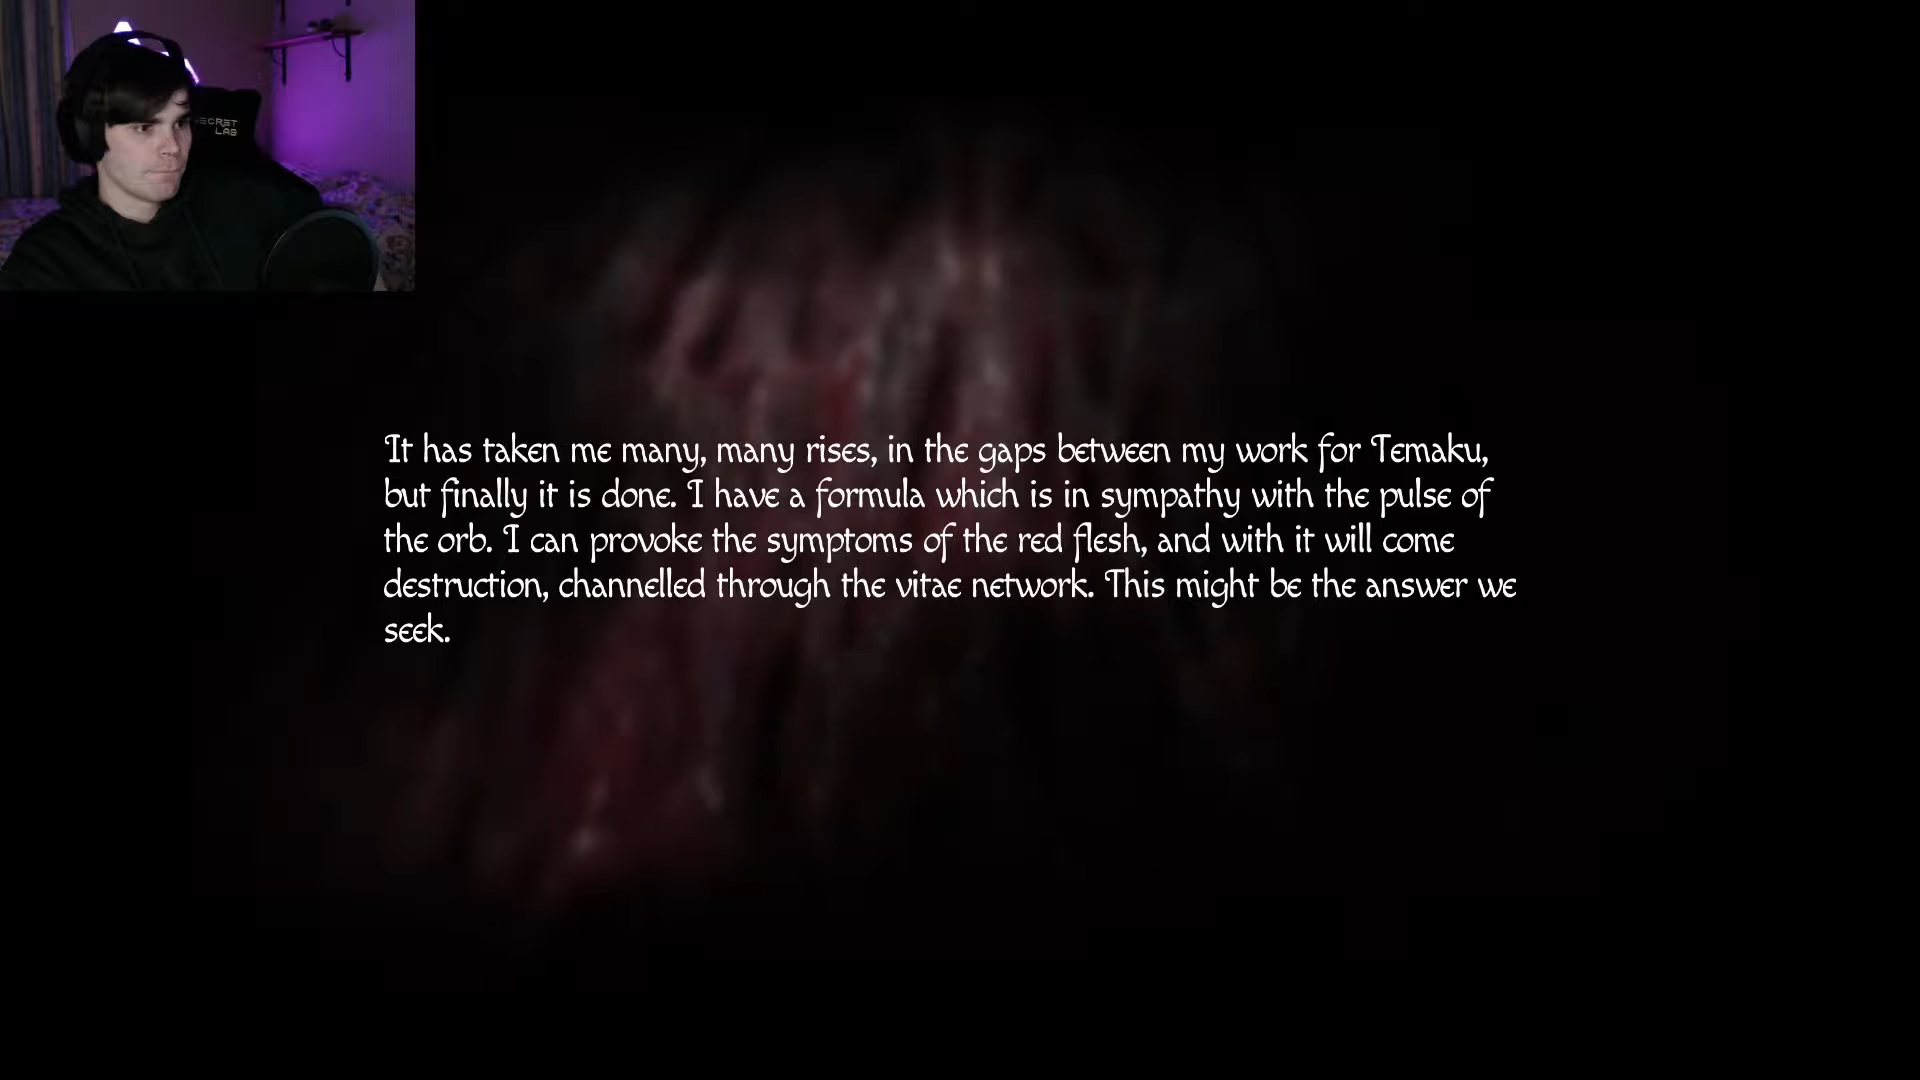 SECRET
LAB
It has taken me many, many rises, in the gaps between my work for Temaku,
but finally it is done. I have a formula which is in sympathy with the pulse of
the orb. I can provoke the symptoms of the red flesh, and with it will come
destruction, channelled through the vitae network. This might be the answer we
seek.